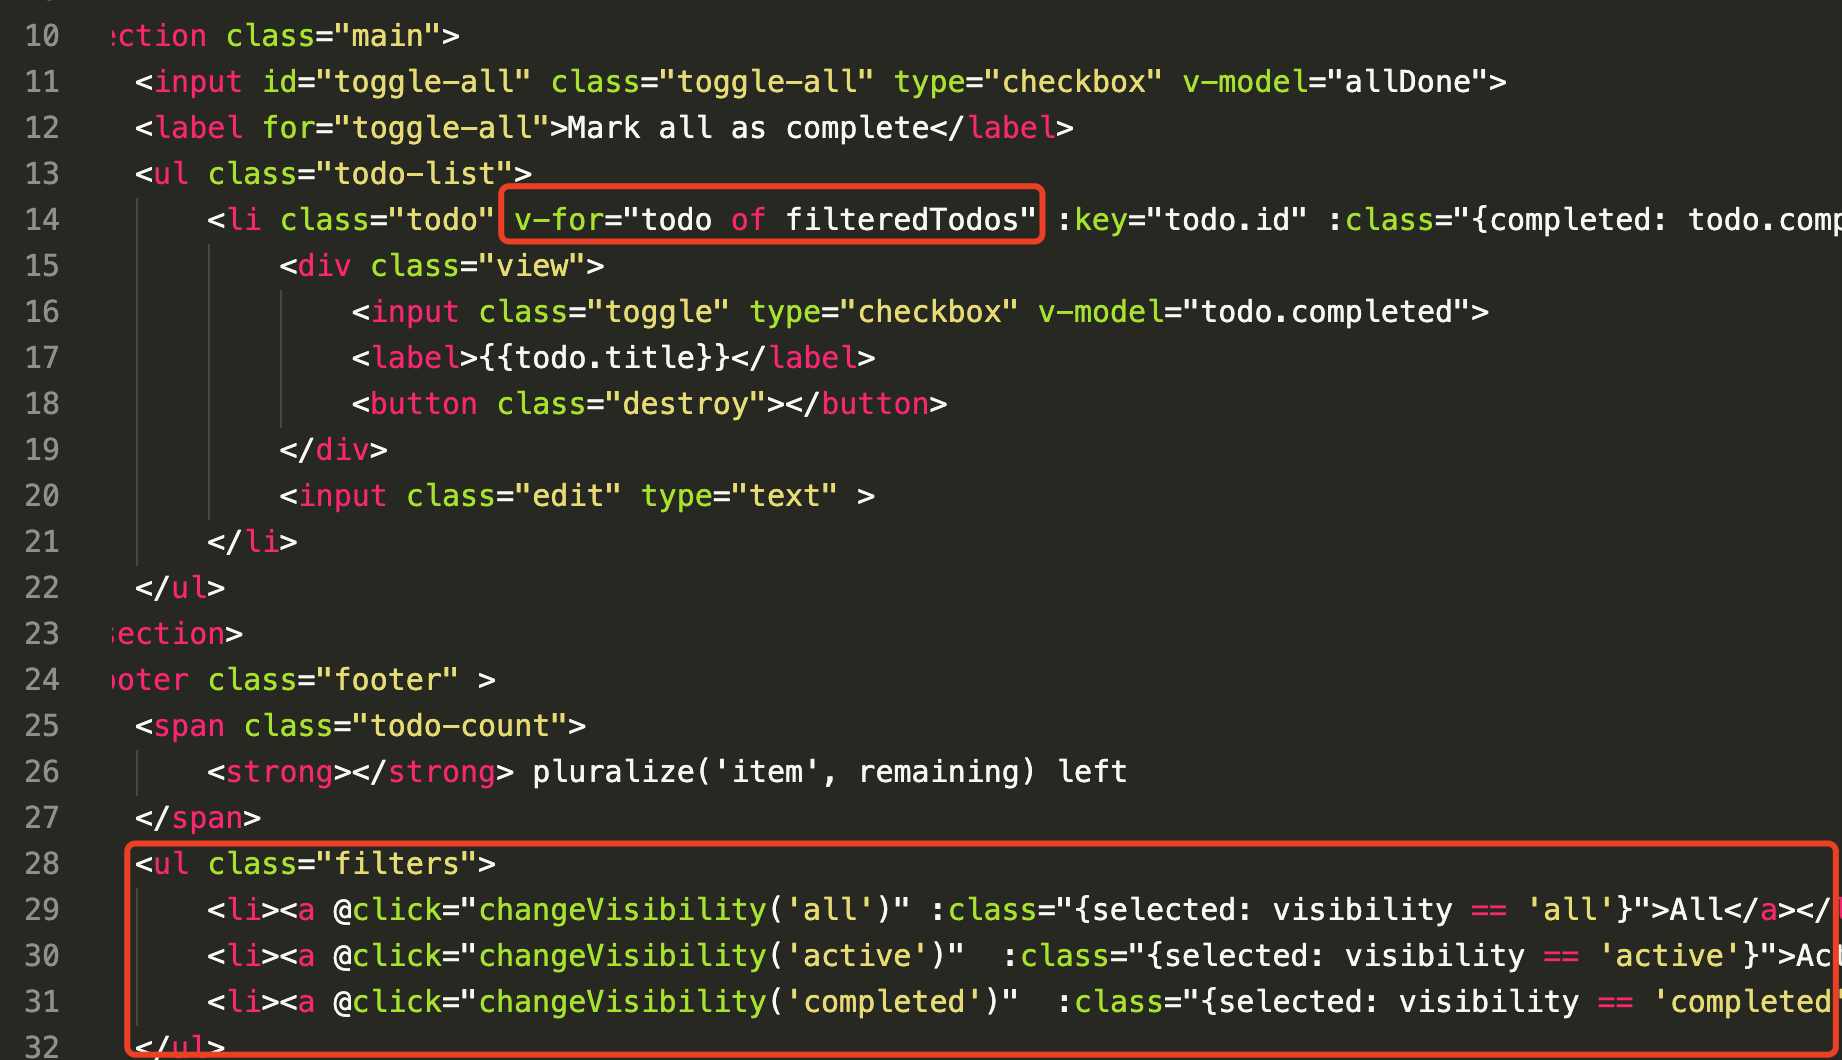 10 ection class="main">
11 <input id="toggle-all" class="toggle-all" type="checkbox" v-model="allDone">
12 <label for="toggle-all">Mark all as complete</label>
13 <ul class="todo-list">
14 <li class="todo" v-for="todo of filteredTodos" :key="todo.id" :class="{completed: todo.comp
15 <div class="view">
16 <input class="toggle" type="checkbox" v-model="todo.completed">
17 <label>{{todo.title}}</label>
18 <button class="destroy"></button>
19 </div>
20 <input class="edit" type="text" >
21 </li>
22 </ul>
23 section>
24 ooter class="footer" >
25 <span class="todo-count">
26 <strong></strong> pluralize('item', remaining) left
27 </span>
28 <ul class="filters">
29 <li><a @click="changeVisibility('all')" :class="{selected: visibility == 'all'}">All</a></
30 <li><a @click="changeVisibility('active')" :class="{selected: visibility == 'active'}">Act
31 <li><a @click="changeVisibility('completed')" :class="{selected: visibility == 'completed'
32 </ul>